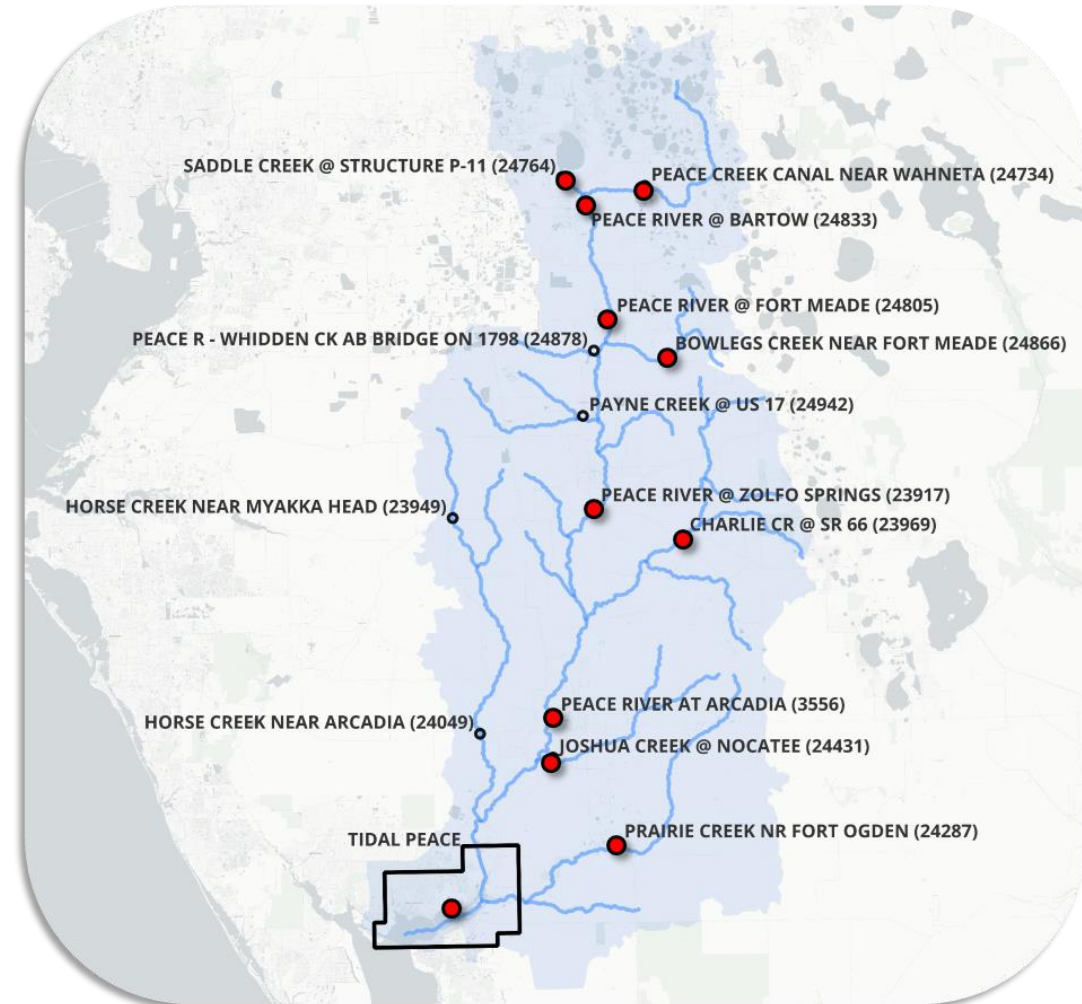 SADDLE CREEK @ STRUCTURE P-11 (24764)
PEACE CREEK CANAL NEAR WAHNETA (24734)
PEACE RIVER @ BARTOW (24833)
PEACE RIVER @ FORT MEADE (24805)
PEACE R - WHIDDEN CK AB BRIDGE ON 1798 (24878)
BOWLEGS CREEK NEAR FORT MEADE (24866)
PAYNE CREEK @ US 17 (24942)
PEACE RIVER @ ZOLFO SPRINGS (23917)
HORSE CREEK NEAR MYAKKA HEAD (23949)
CHARLIE CR @ SR 66 (23969)
PEACE RIVER AT ARCADIA (3556)
HORSE CREEK NEAR ARCADIA (24049)
JOSHUA CREEK @ NOCATEE (24431)
PRAIRIE CREEK NR FORT OGDEN (24287)
TIDAL PEACE